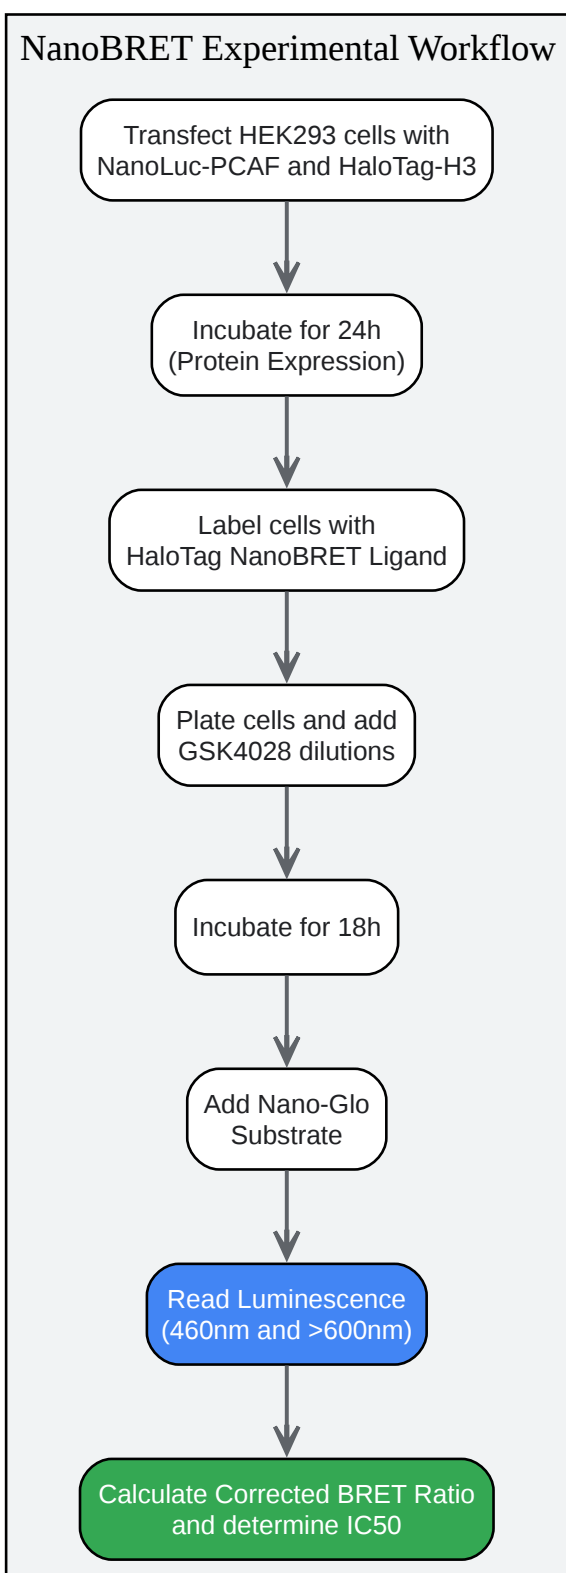 NanoBRET Experimental Workflow
Transfect HEK293 cells with
NanoLuc-PCAF and HaloTag-H3
Incubate for 24h
(Protein Expression)
Label cells with
HaloTag NanoBRET Ligand
Plate cells and add
GSK4028 dilutions
Incubate for 18h
Add Nano-Glo
Substrate
Read Luminescence
(460nm and >600nm)
Calculate Corrected BRET Ratio
and determine IC50